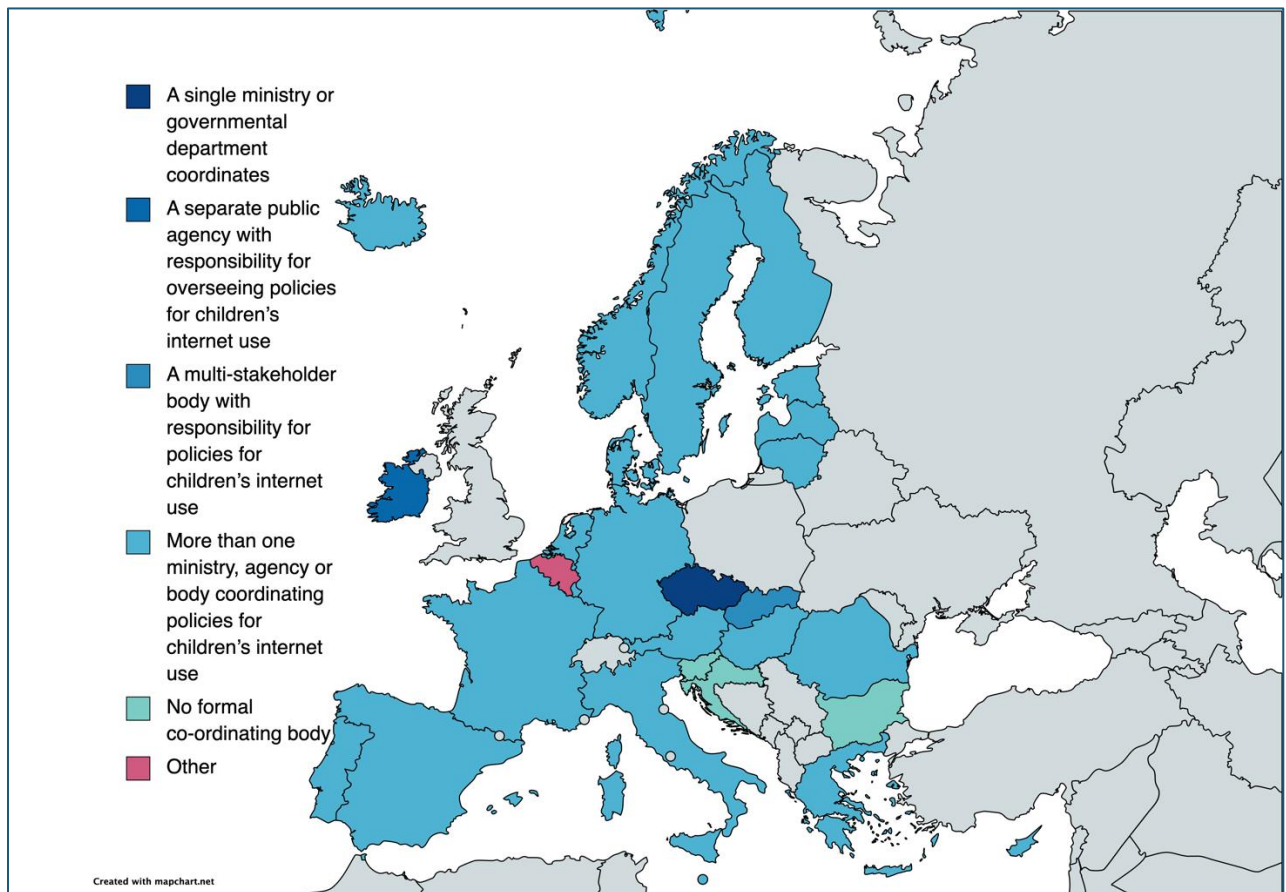 A single ministry or
governmental
department
coordinates
A separate public
agency with
responsibility for
overseeing policies
for children’s
internet use
A multi-stakeholder
body with
responsibility for
policies for
children’s internet
use
More than one
ministry, agency or
body coordinating
policies for
children’s internet
use
No formal
co-ordinating body
Other
Created with mapchart.net